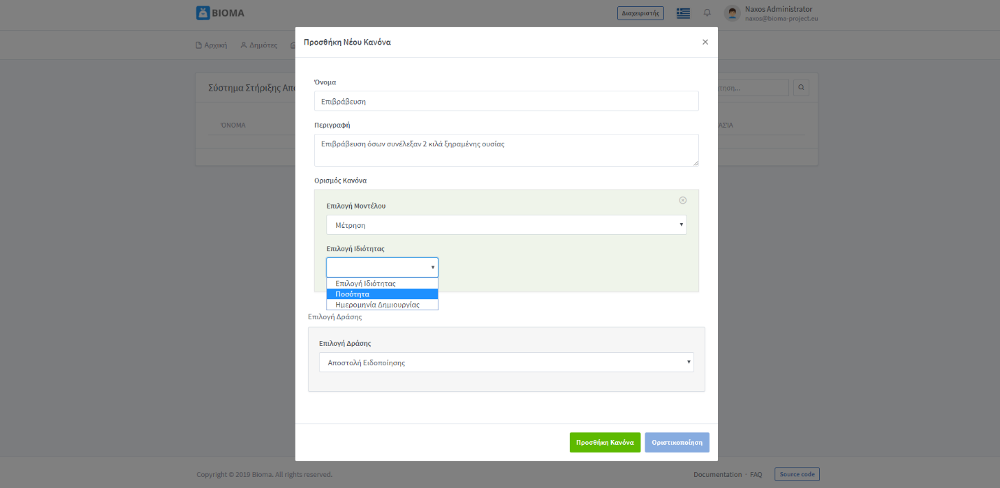 BIOMA
Διαχειριστής
Naxos Administrator
naxos@bioma-project.eu
Αρχική
Δημότες
Προσθήκη Νέου Κανόνα
×
Σύστημα Στήριξης Απο
τηση...
ΌΝΟΜΑ
ΑΣΊΑ
Όνομα
Επιβράβευση
Περιγραφή
Επιβράβευση όσων συνέλεξαν 2 κιλά ξηραμένης ουσίας
Ορισμός Κανόνα
Επιλογή Μοντέλου
Μέτρηση
Επιλογή Ιδιότητας
Επιλογή Ιδιότητας
Ποσότητα
Ημερομηνία Δημιουργίας
Επιλογή Δράσης
Επιλογή Δράσης
Αποστολή Ειδοποίησης
Προσθήκη Κανόνα
Οριστικοποίηση
Copyright © 2019 Bioma. All rights reserved.
Documentation · FAQ
Source code